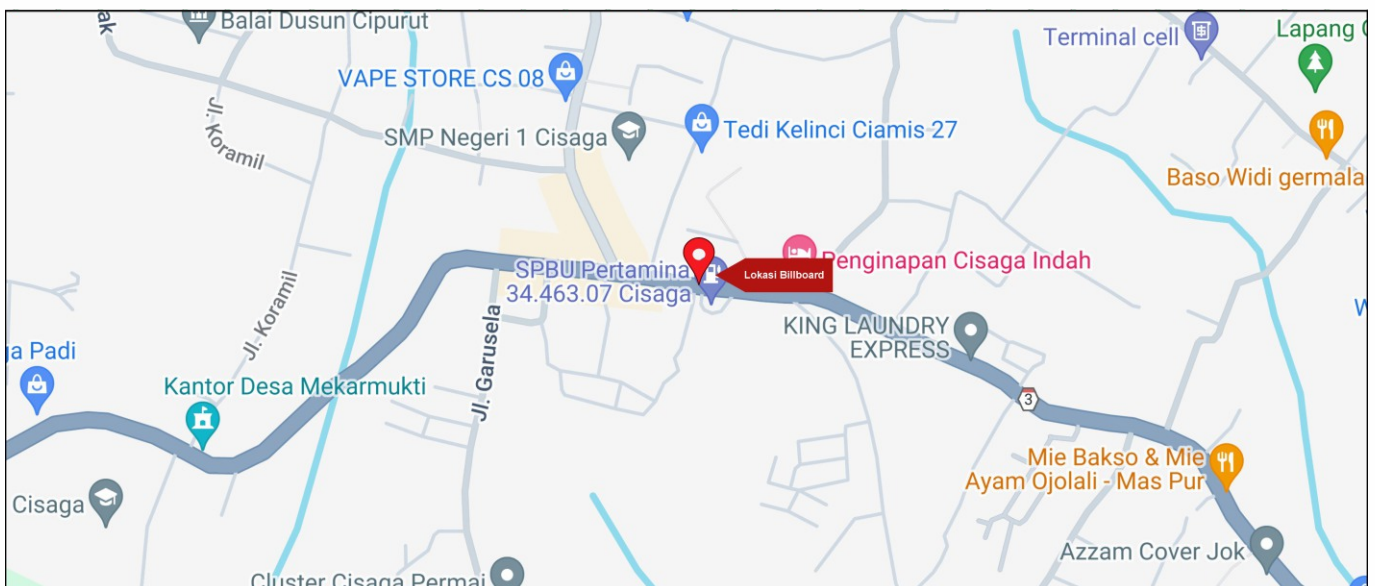 Balai Dusun Cipurut
Terminal cell
VAPE STORE CS 08
Jl. Koramil
SMP Negeri 1 Cisaga
Tedi Kelinci Ciamis 27
Baso Widi germala
SPBU Pertamina
34.463.07 Cisaga
Lokasi Billboard
Penginapan Cisaga Indah
Jl. Koramil
KING LAUNDRY
EXPRESS
Jl. Garusela
Padi
Kantor Desa Mekarmukti
3
Mie Bakso & Mie
Ayam Ojolali - Mas Pur
Cisaga
Azzam Cover Jok
Cluster Cisaga Permai
Lapang